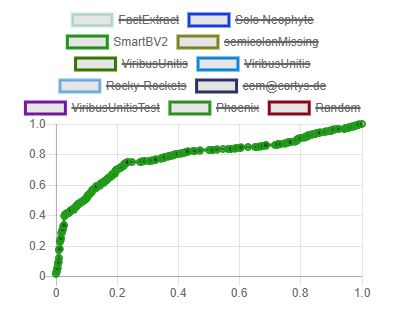 FactExtract Solo-Neophyte
SmartBV2 semicolonMissing
ViribusUnitis ViribusUnitis
Rocky-Rockets cem@cortys.de
ViribusUnitisTest Phoenix Random
1.0
0.8
0.6
0.4
0.2
0
0 0.2 0.4 0.6 0.8 1.0